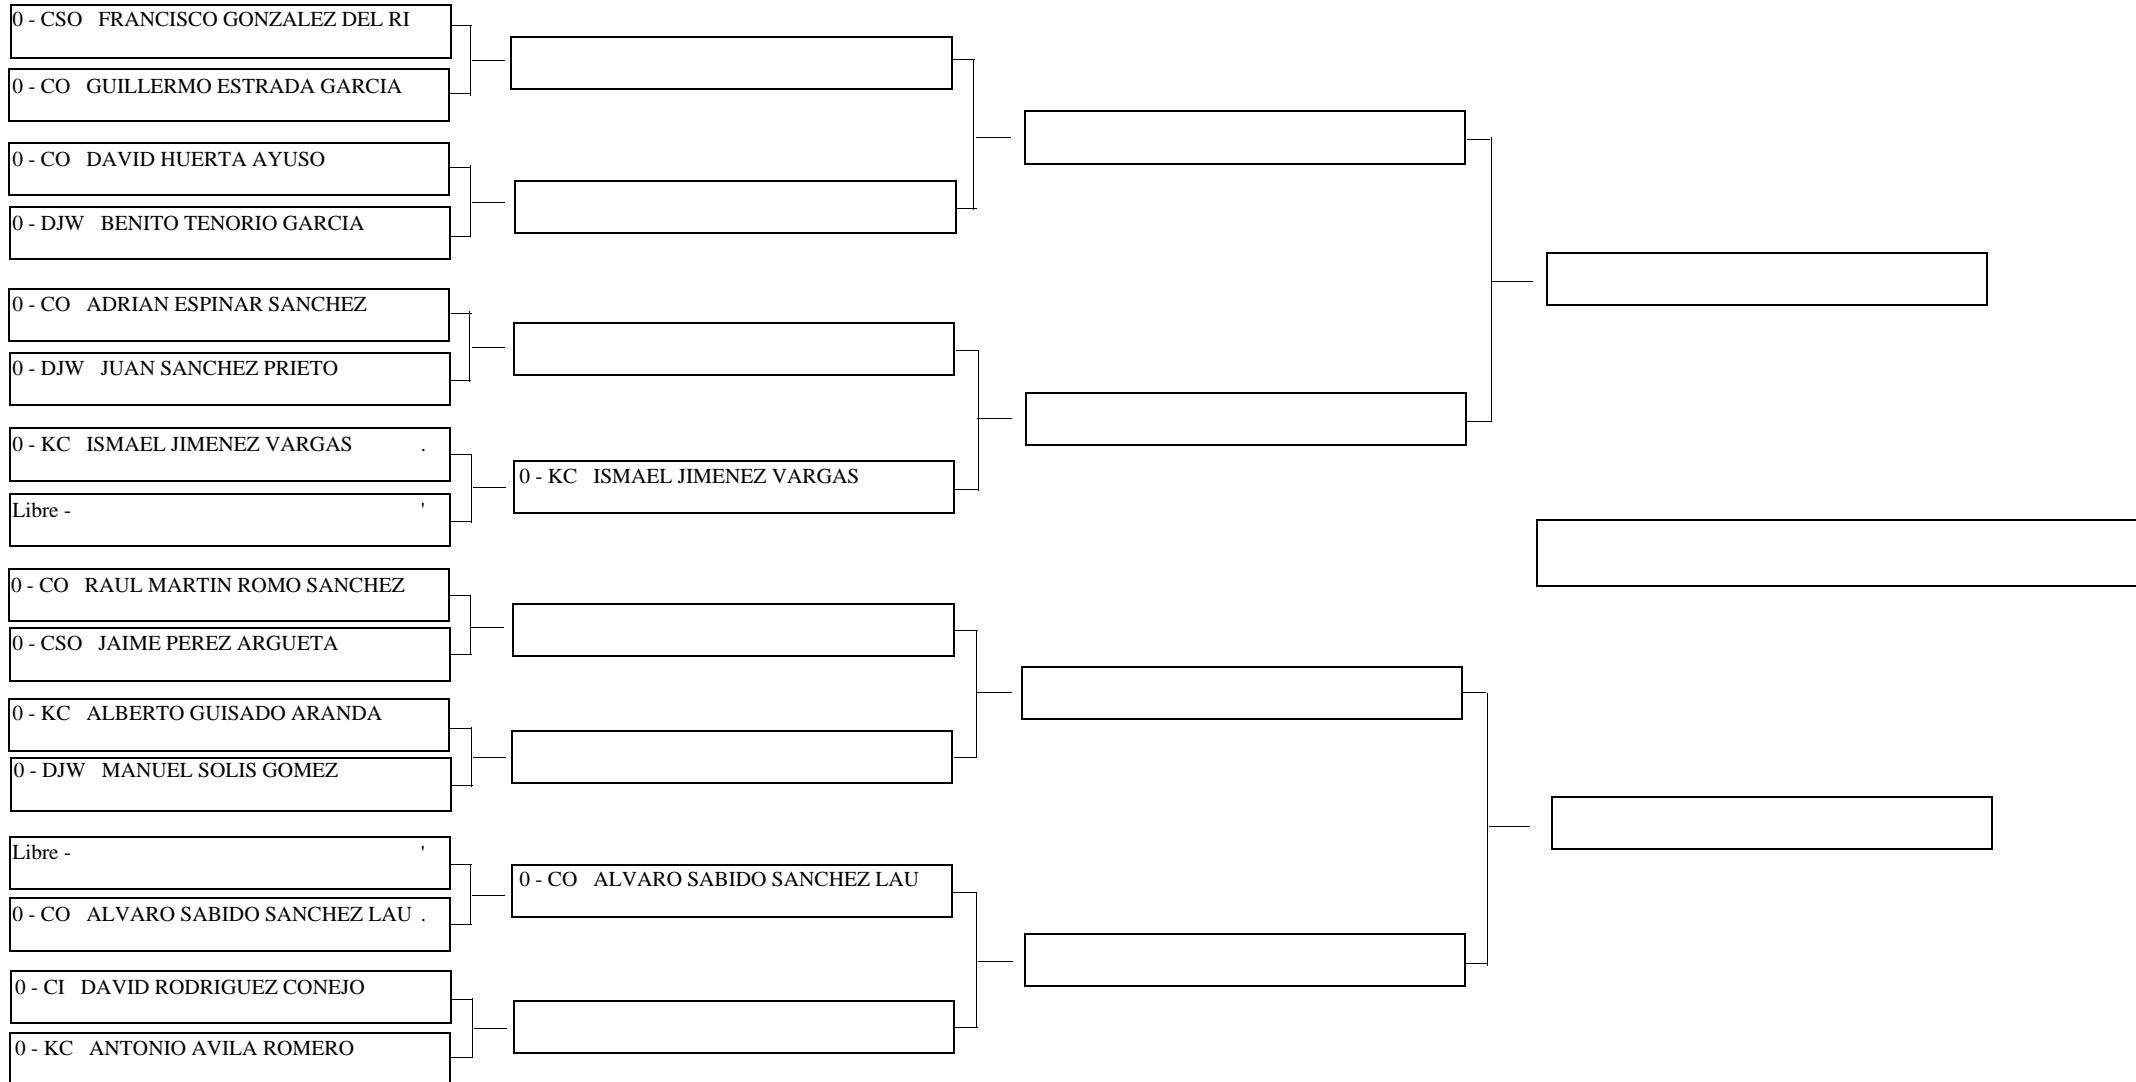 0 - CSO FRANCISCO GONZALEZ DEL RI
0 - CO GUILLERMO ESTRADA GARCIA
0 - CO DAVID HUERTA AYUSO
0 - DJW BENITO TENORIO GARCIA
0 - CO ADRIAN ESPINAR SANCHEZ
0 - DJW JUAN SANCHEZ PRIETO
0 - KC ISMAEL JIMENEZ VARGAS .
0 - KC ISMAEL JIMENEZ VARGAS
Libre - '
0 - CO RAUL MARTIN ROMO SANCHEZ
0 - CSO JAIME PEREZ ARGUETA
0 - KC ALBERTO GUISADO ARANDA
0 - DJW MANUEL SOLIS GOMEZ
Libre - '
0 - CO ALVARO SABIDO SANCHEZ LAU
0 - CO ALVARO SABIDO SANCHEZ LAU .
0 - CI DAVID RODRIGUEZ CONEJO
0 - KC ANTONIO AVILA ROMERO